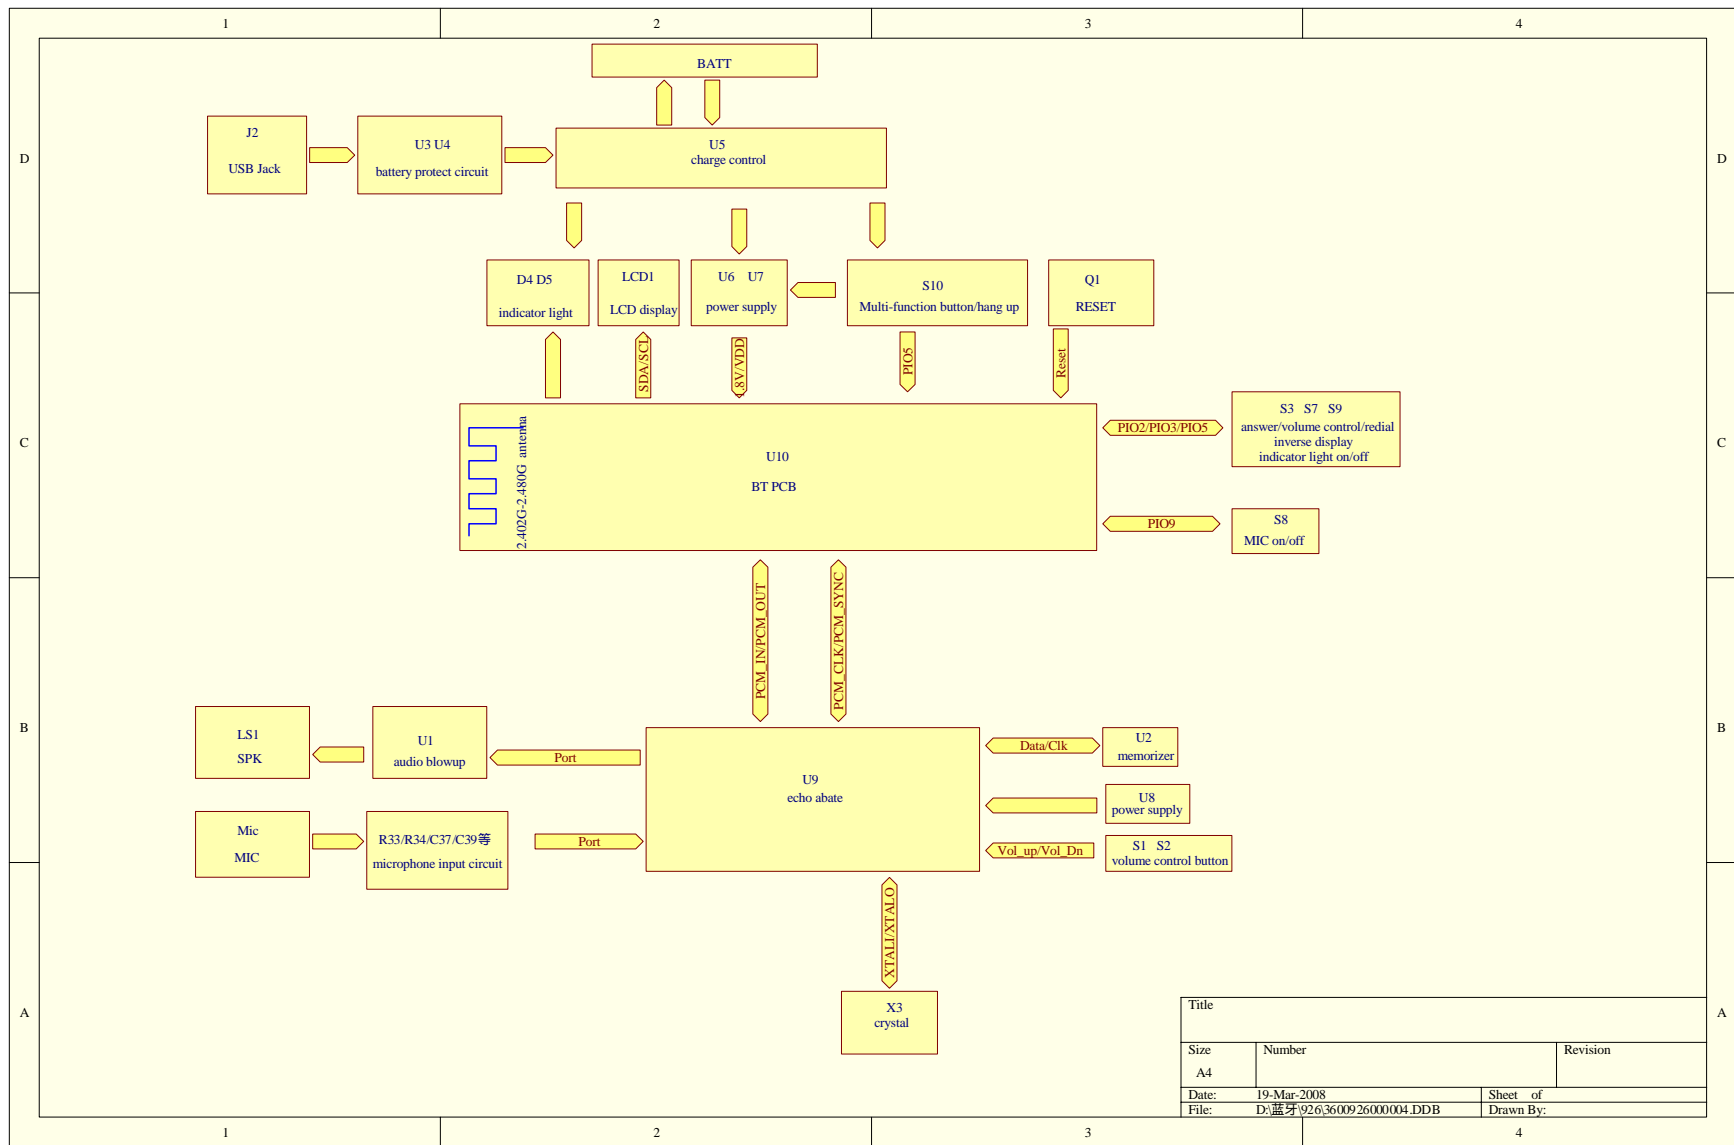 1 2 3 4
BATT
J2
USB Jack
U3 U4
battery protect circuit
U5
charge control
D
D
D4 D5
indicator light
LCD1
LCD display
U6 U7
power supply
S10
Multi-function button/hang up
Q1
RESET
SDA/SCL
.8V/VDD
PIO5
Reset
2.402G-2.480G antenna
U10
BT PCB
PIO2/PIO3/PIO5
S3 S7 S9
answer/volume control/redial
inverse display
indicator light on/off
C
C
PIO9
S8
MIC on/off
PCM_IN/PCM_OUT
PCM_CLK/PCM_SYNC
B
B
LS1
SPK
U1
audio blowup
Port
U9
echo abate
Data/Clk
U2
memorizer
U8
power supply
Mic
MIC
R33/R34/C37/C39等
microphone input circuit
Port
Vol_up/Vol_Dn
S1 S2
volume control button
XTALI/XTALO
X3
crystal
A
A
Title
Size
A4
Number
Revision
Date: 19-Mar-2008
Sheet of
File: D:\蓝牙\926\3600926000004.DDB
Drawn By:
1 2 3 4